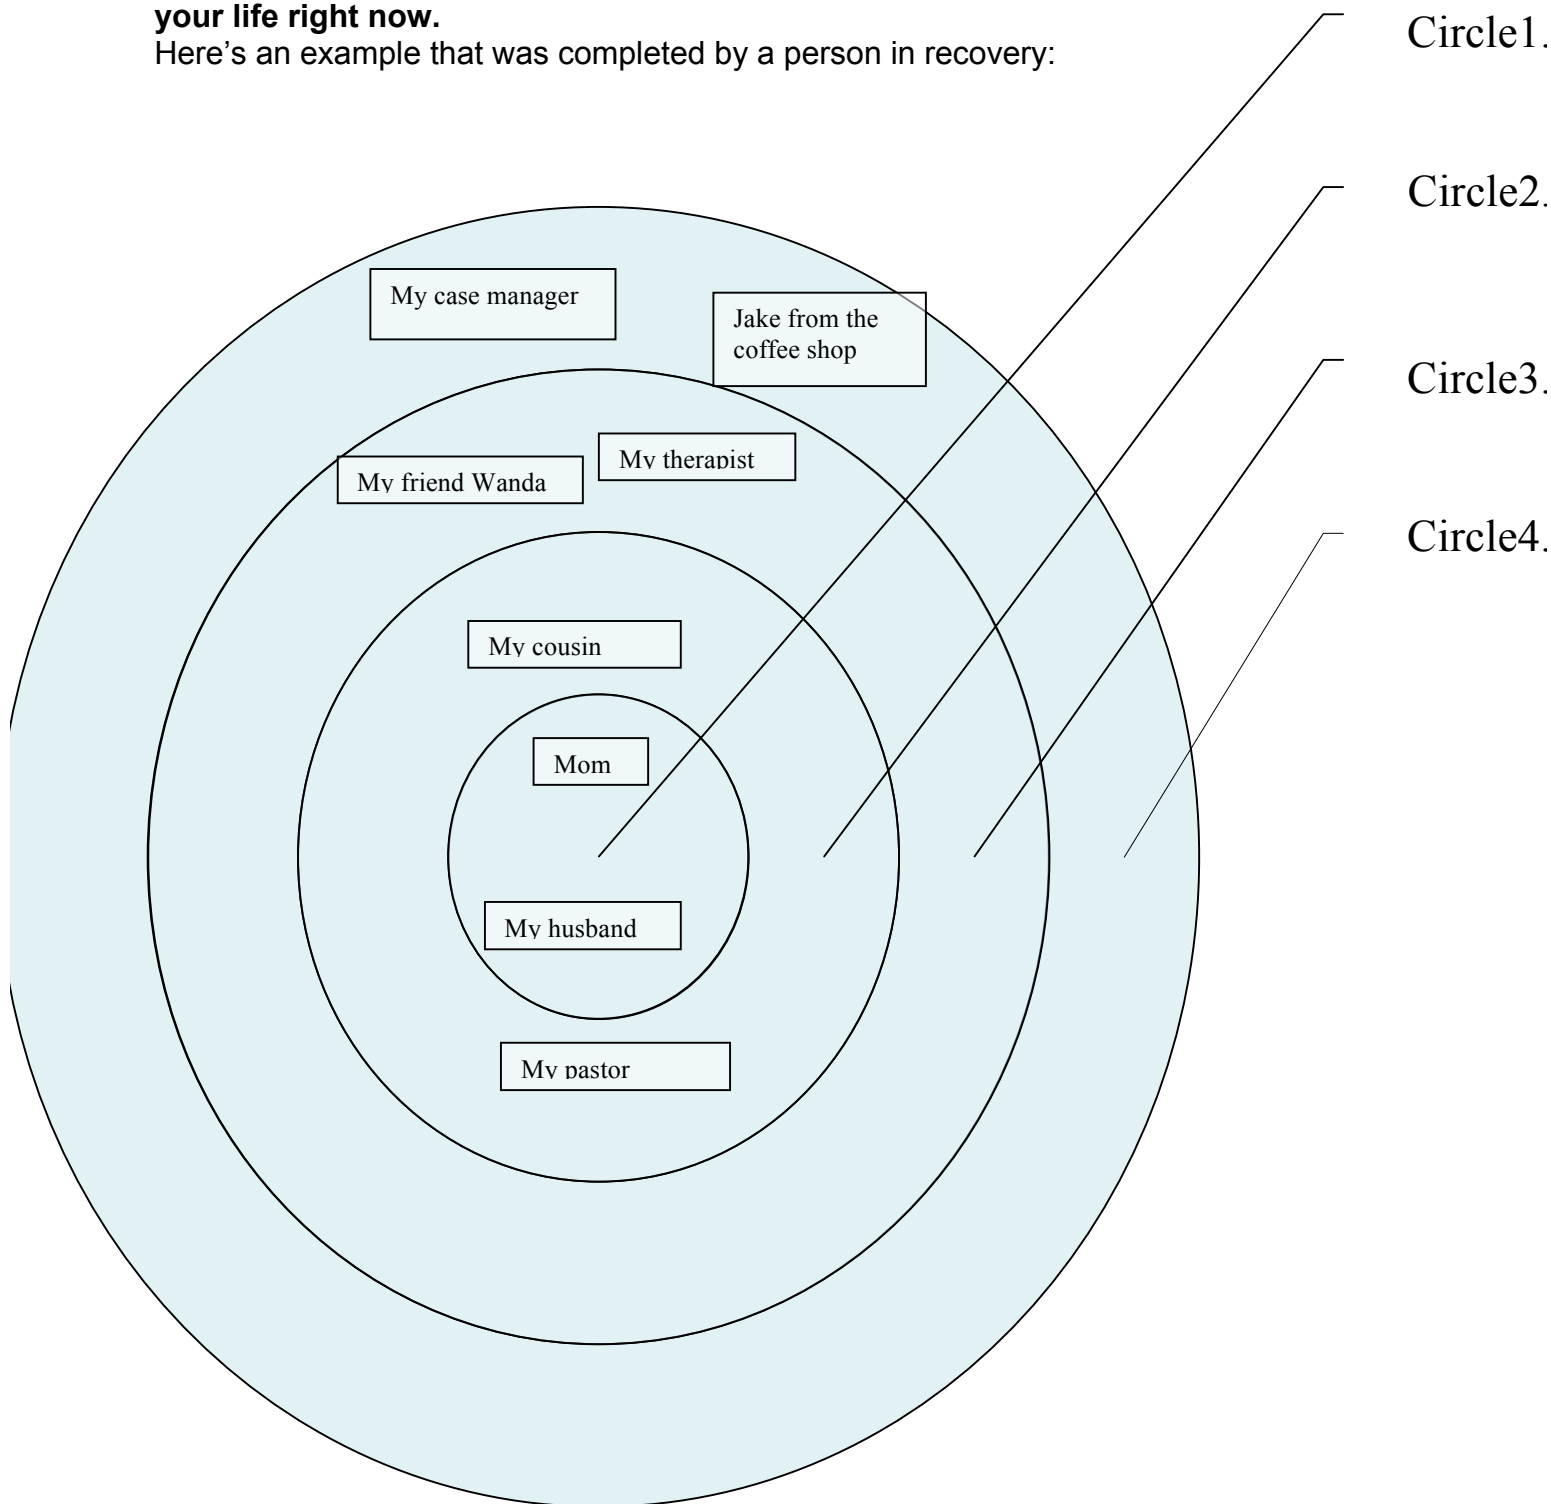 your life right now.
Here’s an example that was completed by a person in recovery:
Circle1.
Circle2.
Circle3.
Circle4.
My case manager
Jake from the
coffee shop
My therapist
My friend Wanda
My cousin
Mom
My husband
My pastor